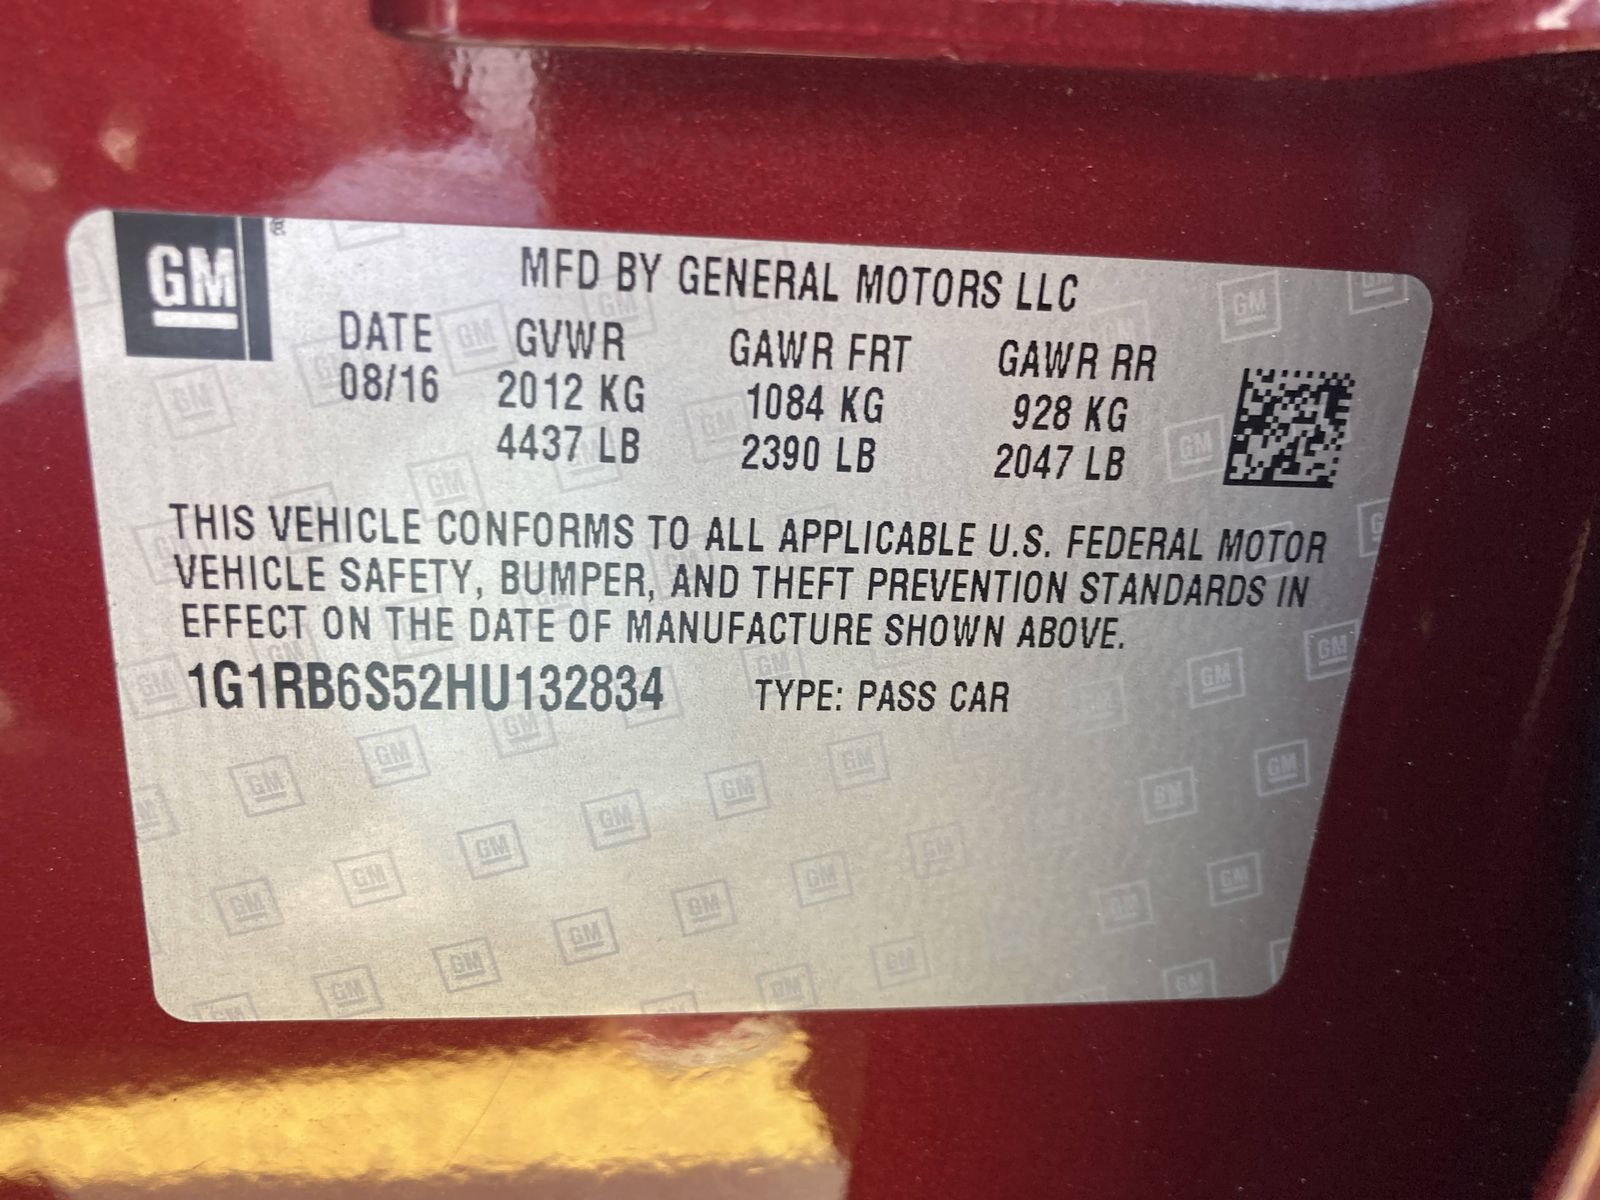 GM
MFD BY GENERAL MOTORS LLC
DATE GVWR GAWR FRT GAWR RR
08/16 2012 KG 1084 KG 928 KG
4437 LB 2390 LB 2047 LB
THIS VEHICLE CONFORMS TO ALL APPLICABLE U.S. FEDERAL MOTOR
VEHICLE SAFETY, BUMPER, AND THEFT PREVENTION STANDARDS IN
EFFECT ON THE DATE OF MANUFACTURE SHOWN ABOVE.
1G1RB6S52HU132834 TYPE: PASS CAR